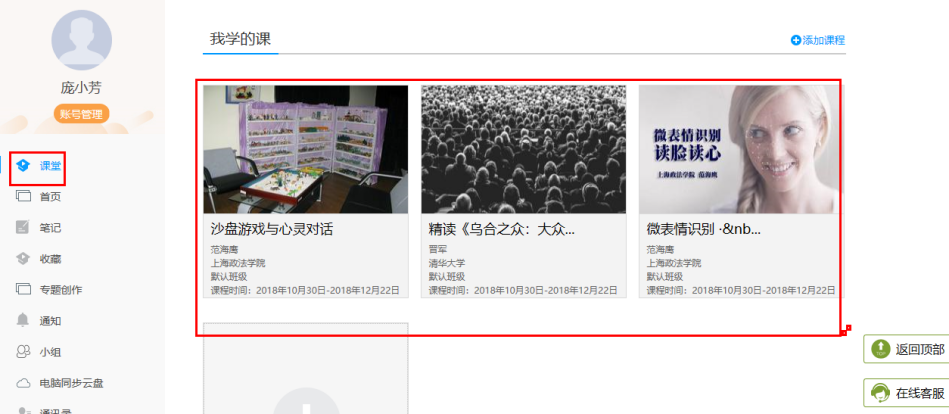 庞小芳
账号管理
课堂
首页
笔记
收藏
专题创作
通知
小组
电脑同步云盘
通讯录
我学的课
添加课程
沙盘游戏与心灵对话
范海鹰
上海政法学院
默认班级
课程时间：2018年10月30日-2018年12月22日
精读《乌合之众：大众...
晋军
清华大学
默认班级
课程时间：2018年10月30日-2018年12月22日
微表情识别
读脸读心
上海政法学院 范海鹰
微表情识别 ·&nb...
范海鹰
上海政法学院
默认班级
课程时间：2018年10月30日-2018年12月22日
TOP
返回顶部
在线客服